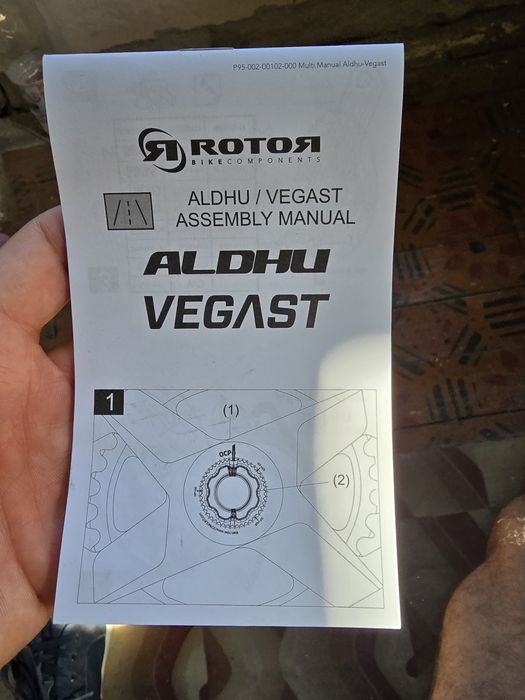 P95-002-00102-000 Multi Manual Aldhu-Vegast
ROTOR
BIKECOMPONENTS
ALDHU / VEGAST
ASSEMBLY MANUAL
ALDHU
VEGAST
1
(1)
OCP
(2)